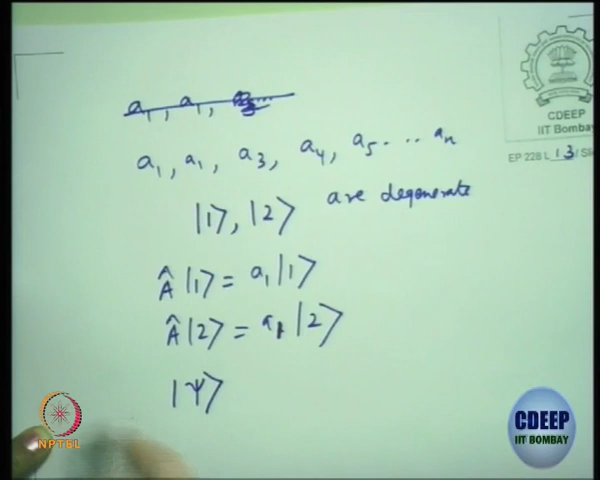 a₁, a₁,
a₁, a₁, a₃, a₄, a₅ . . . aₙ
|1⟩, |2⟩ are degenerate
Â|1⟩ = a₁|1⟩
Â|2⟩ = a₁|2⟩
|Ψ⟩
CDEEP
IIT Bombay
EP 228 L 13 / Sli
NPTEL
CDEEP
IIT BOMBAY